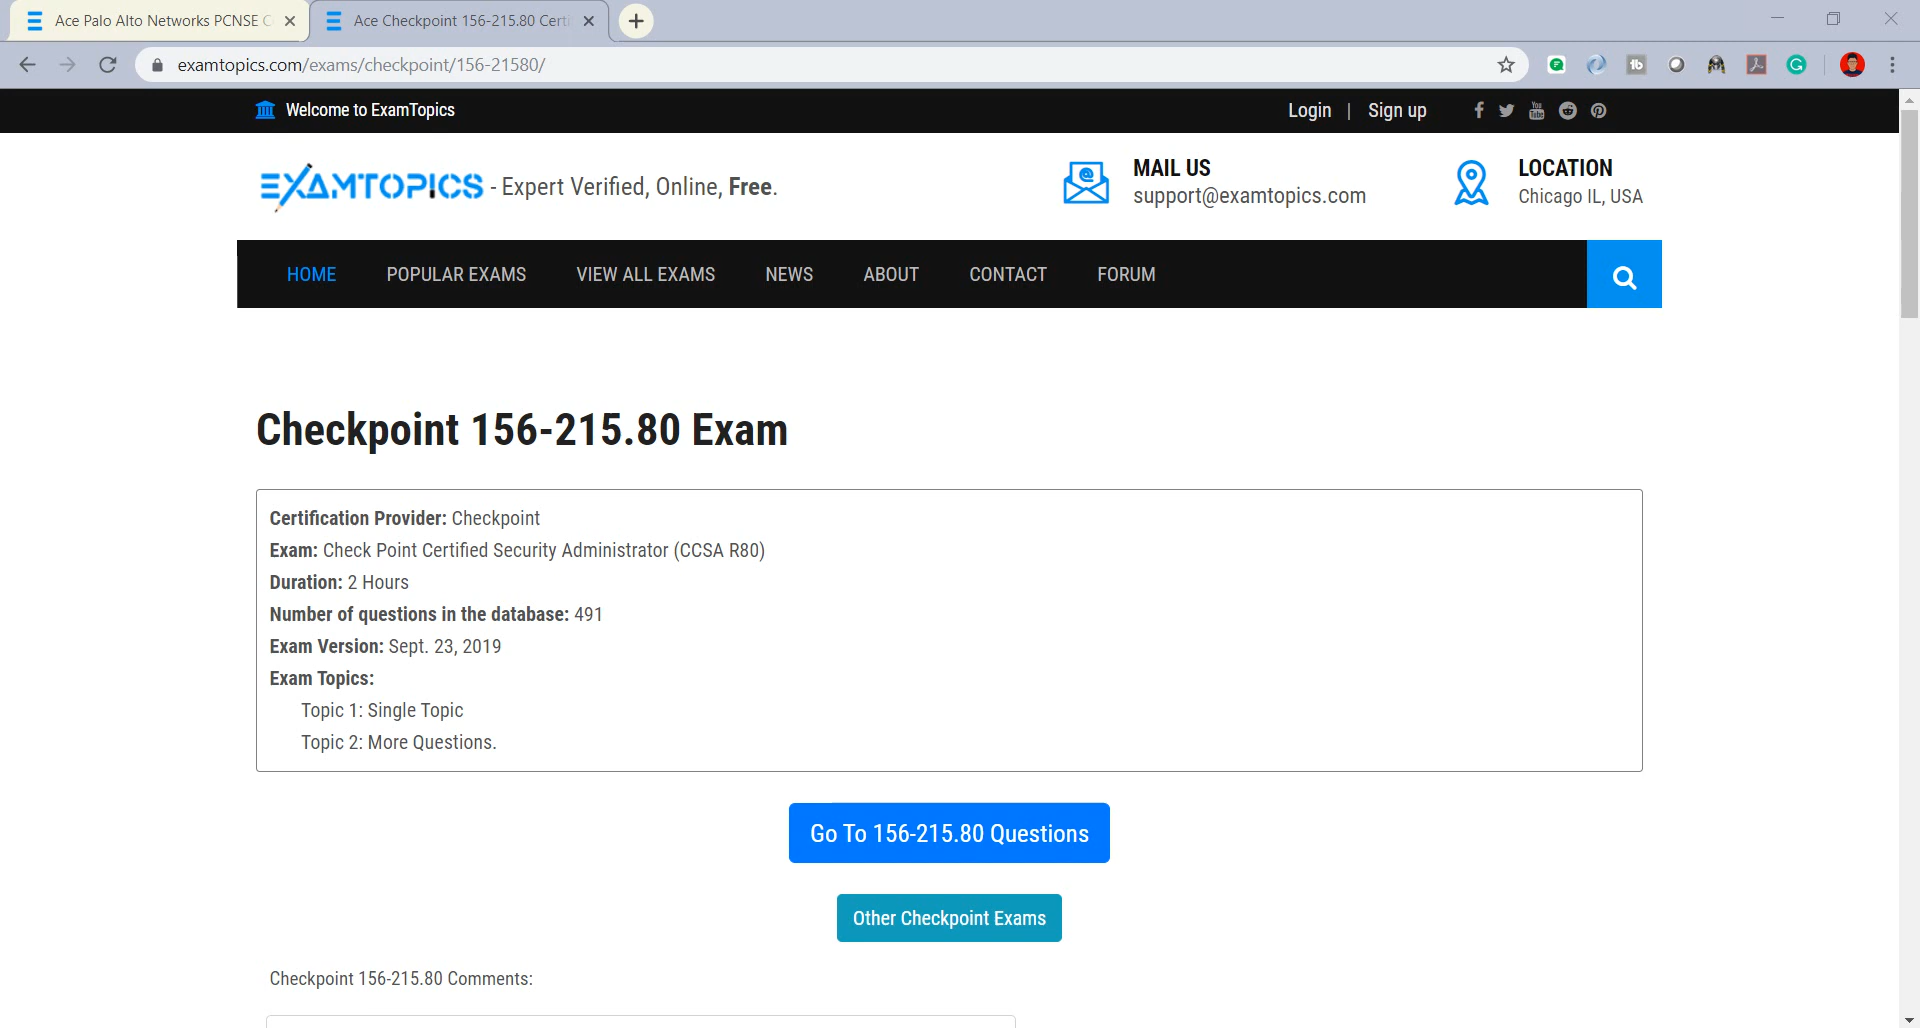 Ace Palo Alto Networks PCNSE
Ace Checkpoint 156-215.80 Certi
examtopics.com/exams/checkpoint/156-21580/
Welcome to ExamTopics
Login | Sign up
EXAMTOPICS - Expert Verified, Online, Free.
MAIL US
support@examtopics.com
LOCATION
Chicago IL, USA
HOME POPULAR EXAMS VIEW ALL EXAMS NEWS ABOUT CONTACT FORUM
Checkpoint 156-215.80 Exam
Certification Provider: Checkpoint
Exam: Check Point Certified Security Administrator (CCSA R80)
Duration: 2 Hours
Number of questions in the database: 491
Exam Version: Sept. 23, 2019
Exam Topics:
Topic 1: Single Topic
Topic 2: More Questions.
Go To 156-215.80 Questions
Other Checkpoint Exams
Checkpoint 156-215.80 Comments: